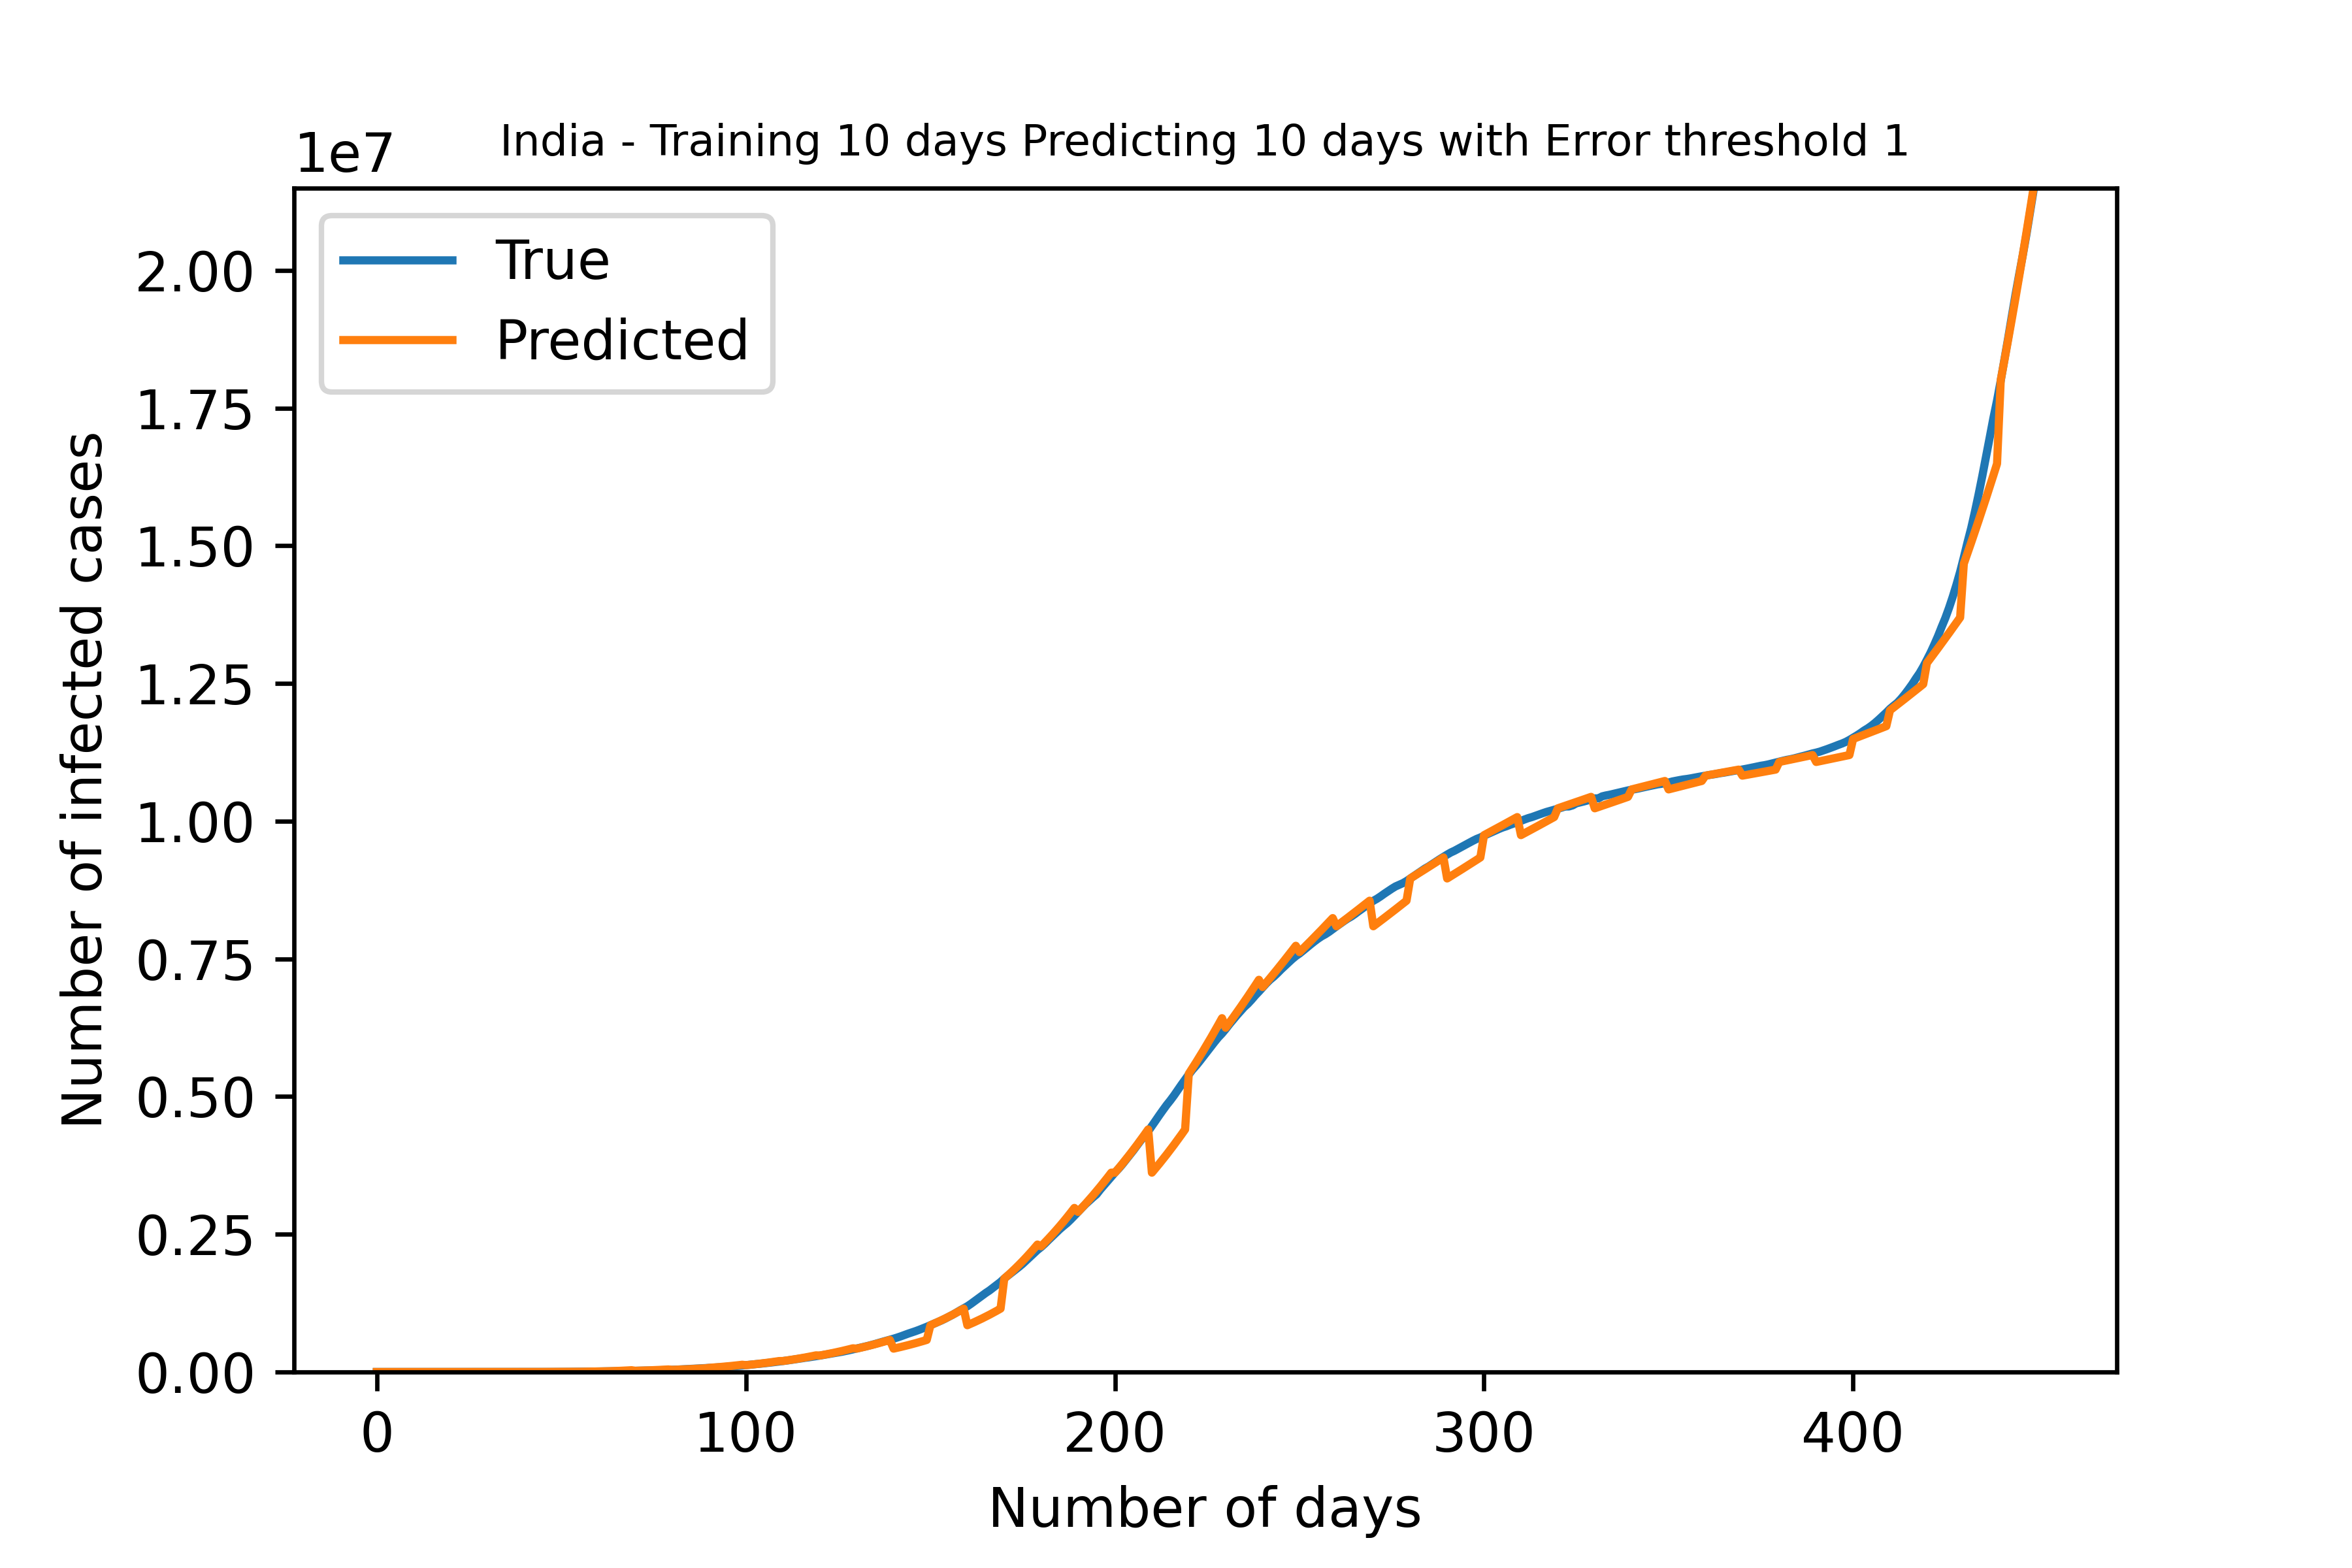 India - Training 10 days Predicting 10 days with Error threshold 1
1e7
True
Predicted
2.00
1.75
1.50
1.25
1.00
0.75
0.50
0.25
0.00
Number of infected cases
0 100 200 300 400
Number of days